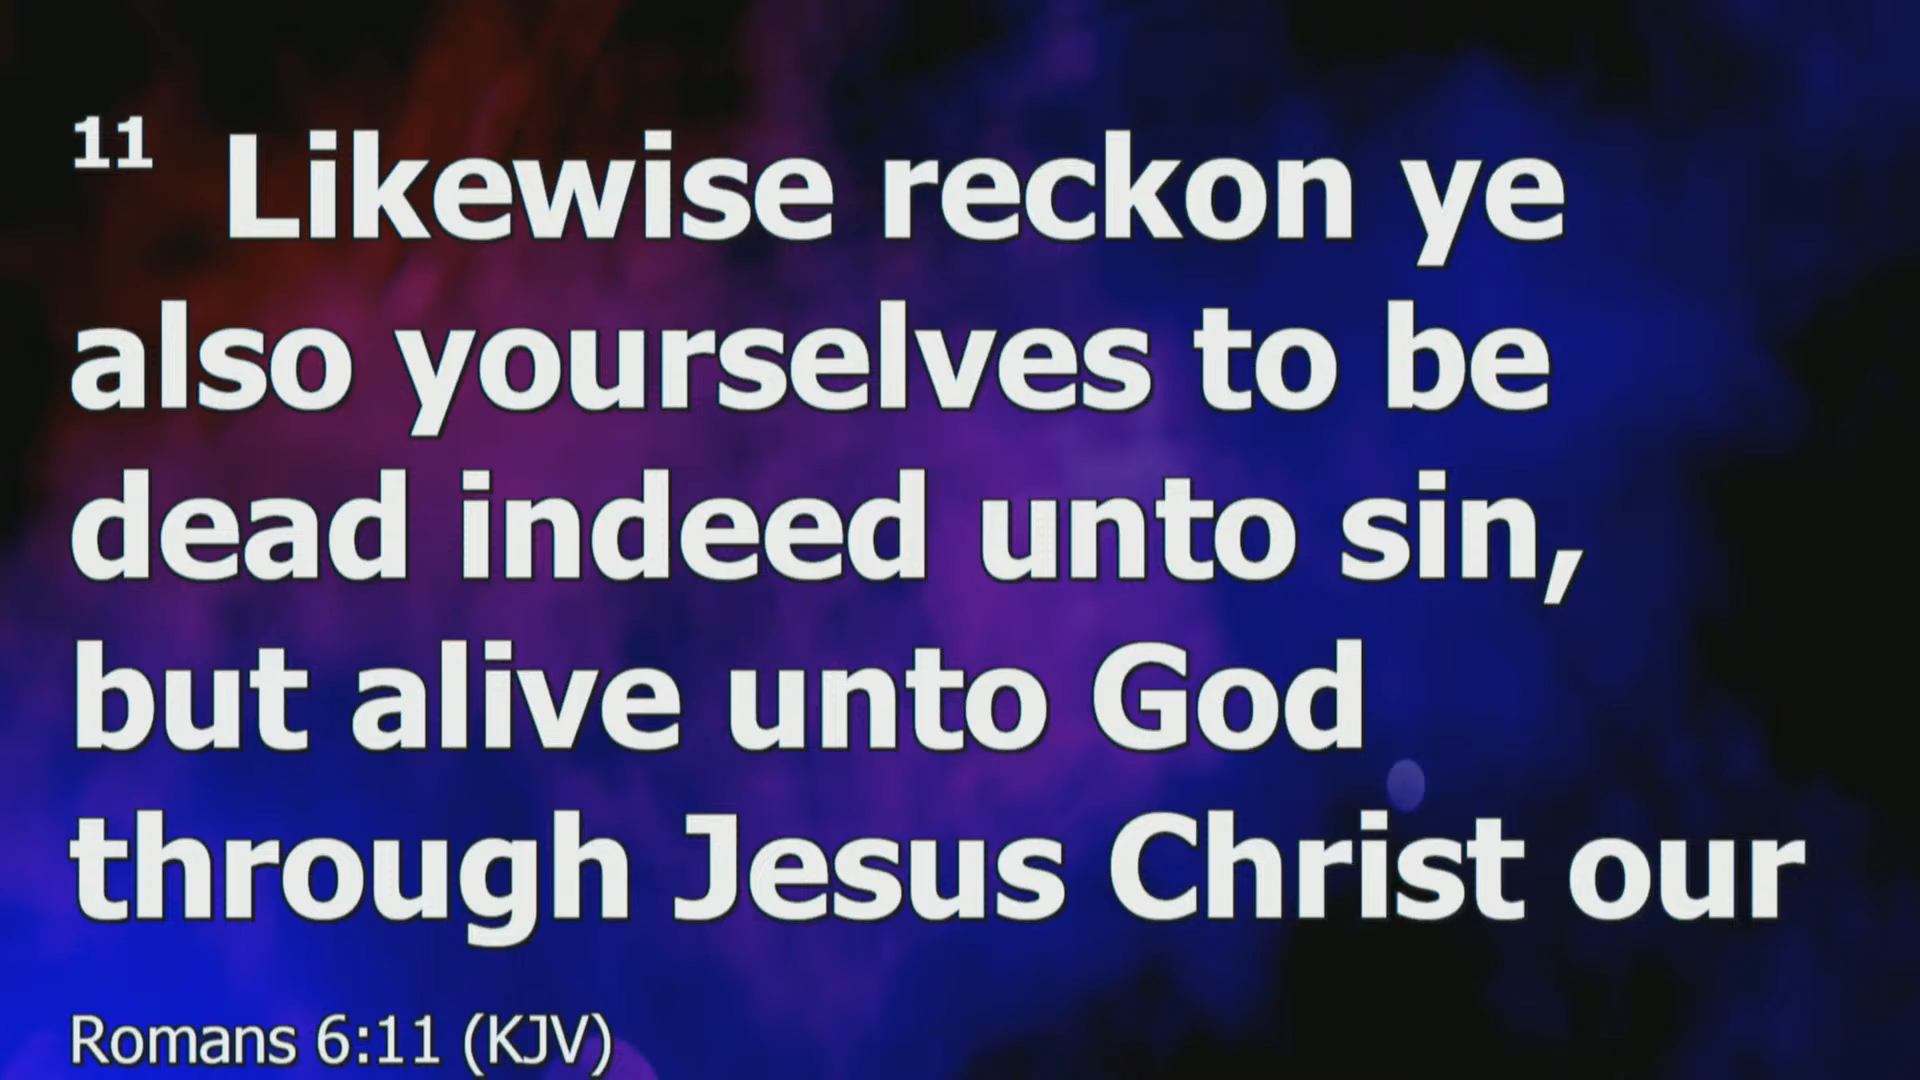 11 Likewise reckon ye
also yourselves to be
dead indeed unto sin,
but alive unto God
through Jesus Christ our
Romans 6:11 (KJV)